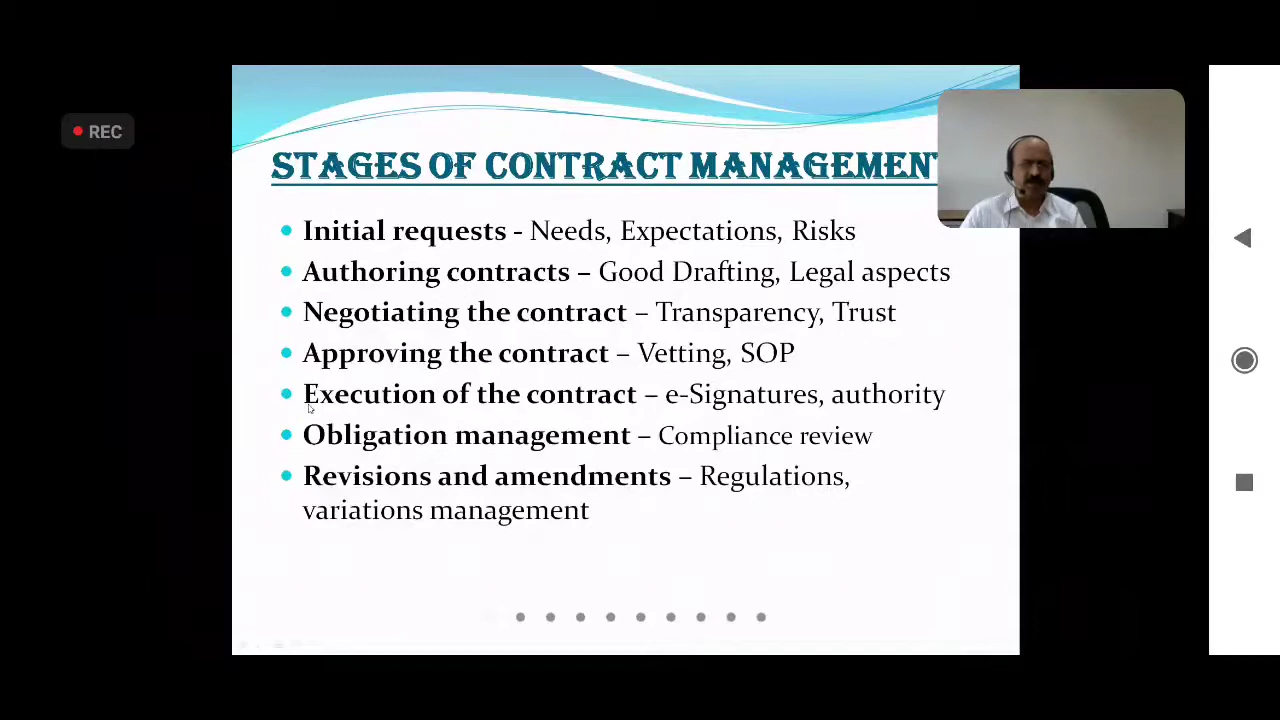 REC
STAGES OF CONTRACT MANAGEMENT
Initial requests - Needs, Expectations, Risks
Authoring contracts – Good Drafting, Legal aspects
Negotiating the contract – Transparency, Trust
Approving the contract – Vetting, SOP
Execution of the contract – e-Signatures, authority
Obligation management – Compliance review
Revisions and amendments – Regulations,
variations management